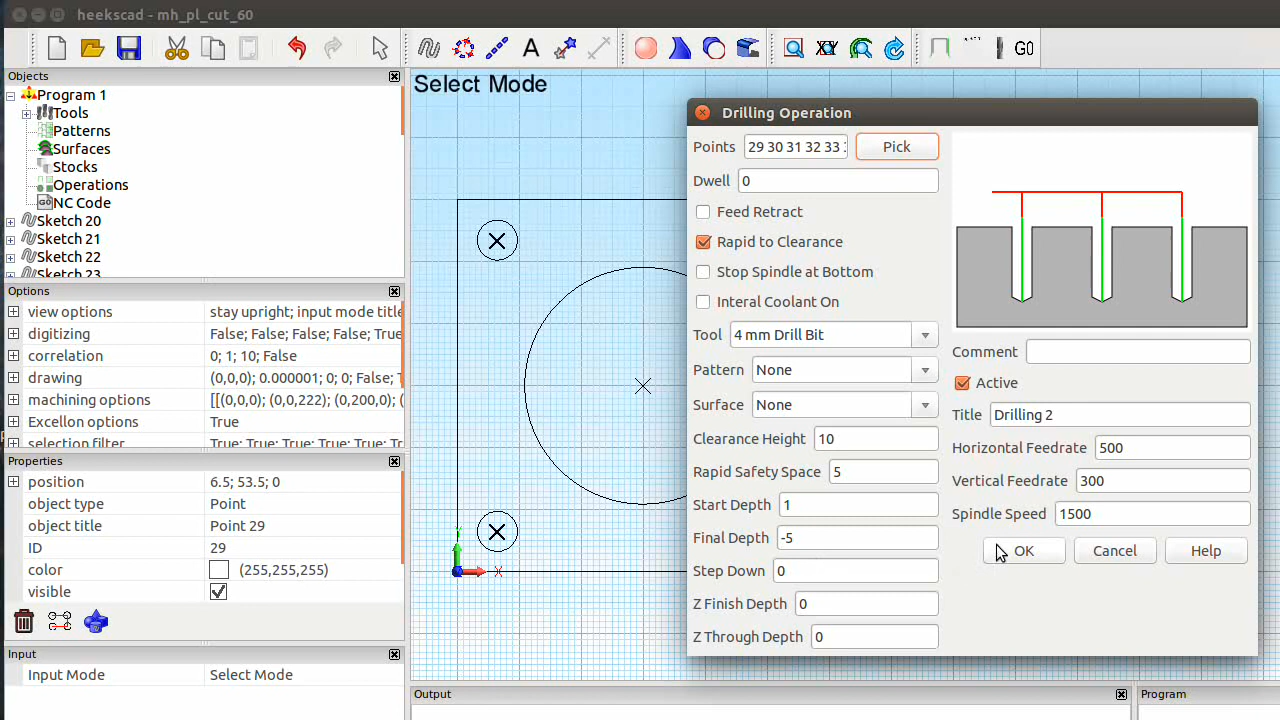 heekscad - mh_pl_cut_60
A
G0
Objects
Program 1
Tools
Patterns
Surfaces
Stocks
Operations
G0 NC Code
Sketch 20
Sketch 21
Sketch 22
Sketch 23
Options
view options stay upright; input mode title
digitizing False; False; False; False; True
correlation 0; 1; 10; False
drawing (0,0,0); 0.000001; 0; 0; False;
machining options [[(0,0,0); (0,0,222); (0,200,0); (
Excellon options True
selection filter True; True; True; True; True
Properties
position 6.5; 53.5; 0
object type Point
object title Point 29
ID 29
color (255,255,255)
visible
Input
Input Mode Select Mode
Select Mode
Y
X
Output
Program
Drilling Operation
Points 29 30 31 32 33 Pick
Dwell 0
Feed Retract
Rapid to Clearance
Stop Spindle at Bottom
Interal Coolant On
Tool 4 mm Drill Bit
Pattern None
Surface None
Clearance Height 10
Rapid Safety Space 5
Start Depth 1
Final Depth -5
Step Down 0
Z Finish Depth 0
Z Through Depth 0
Comment
Active
Title Drilling 2
Horizontal Feedrate 500
Vertical Feedrate 300
Spindle Speed 1500
OK Cancel Help